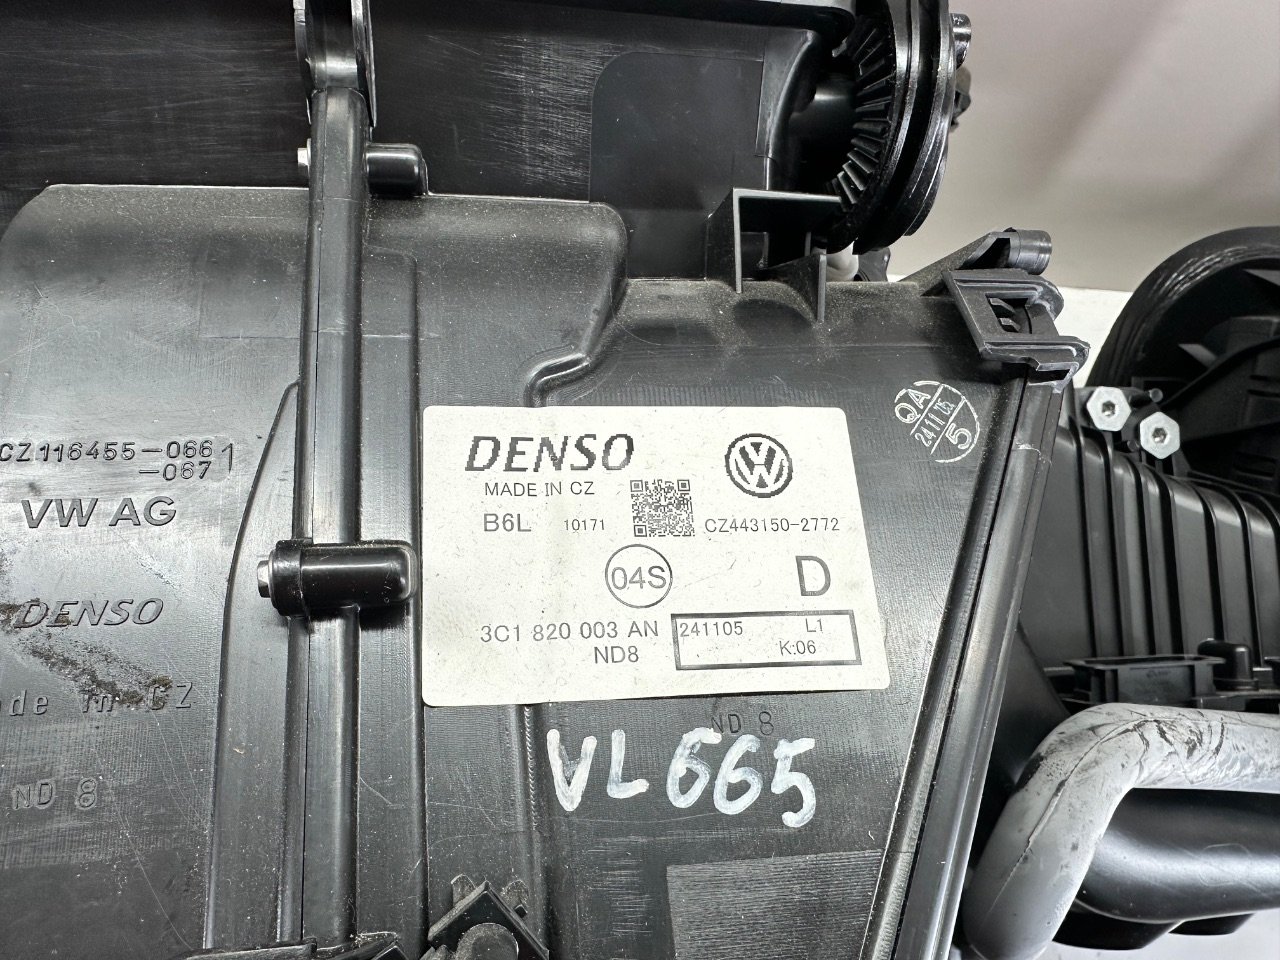 CZ116455-066 1
-067
VW AG
DENSO
in CZ
ND 8
DENSO
MADE IN CZ
B6L 10171
CZ443150-2772
04S
D
3C1 820 003 AN
ND8
241105 L1
K:06
QA
5
ND 8
VL665